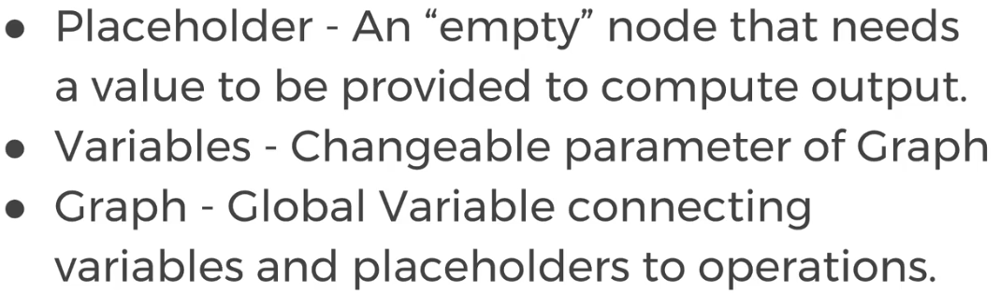 ● Placeholder - An “empty” node that needs
a value to be provided to compute output.
● Variables - Changeable parameter of Graph
● Graph - Global Variable connecting
variables and placeholders to operations.